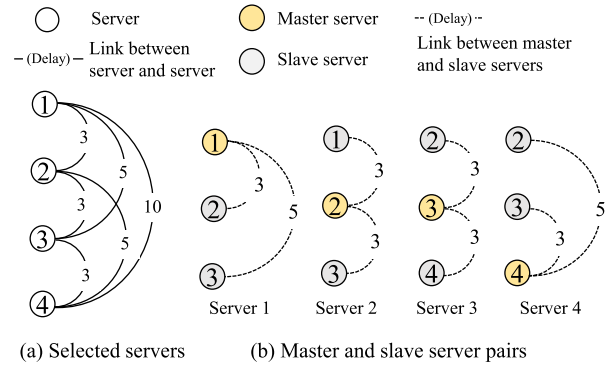 Server
Master server
--(Delay)--
—(Delay)— Link between
server and server
Slave server
Link between master
and slave servers
1
2
3
4
3
3
3
5
5
10
1
2
3
3
5
1
2
3
3
3
2
3
4
3
3
2
3
4
3
5
Server 1
Server 2
Server 3
Server 4
(a) Selected servers
(b) Master and slave server pairs